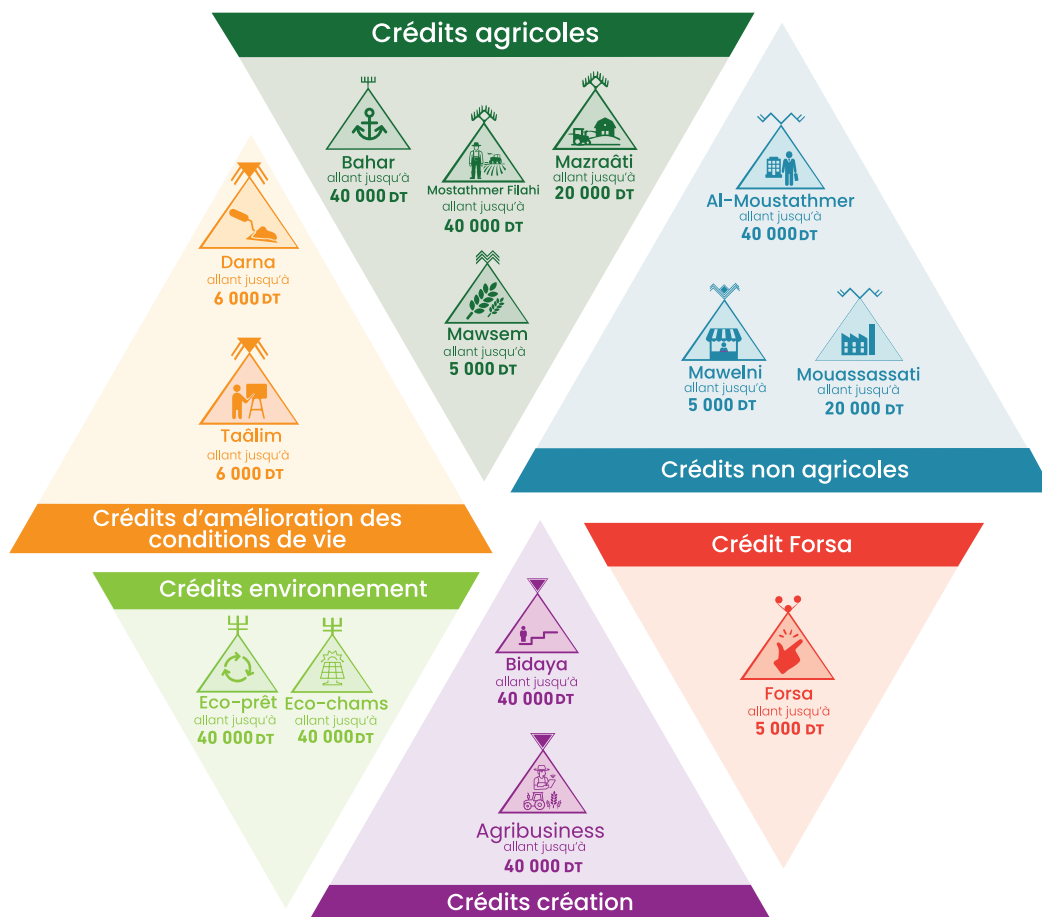 Crédits agricoles
Bahar
allant jusqu'à
40 000 DT
Mostathmer Filahi
allant jusqu'à
40 000 DT
Mazraâti
allant jusqu'à
20 000 DT
Mawsem
allant jusqu'à
5 000 DT
Al-Moustathmer
allant jusqu'à
40 000 DT
Mawelni
allant jusqu'à
5 000 DT
Mouassassati
allant jusqu'à
20 000 DT
Crédits non agricoles
Darna
allant jusqu'à
6 000 DT
Taâlim
allant jusqu'à
6 000 DT
Crédits d'amélioration des
conditions de vie
Crédits environnement
Eco-prêt
allant jusqu'à
40 000 DT
Eco-chams
allant jusqu'à
40 000 DT
Bidaya
allant jusqu'à
40 000 DT
Agribusiness
allant jusqu'à
40 000 DT
Crédits création
Crédit Forsa
Forsa
allant jusqu'à
5 000 DT